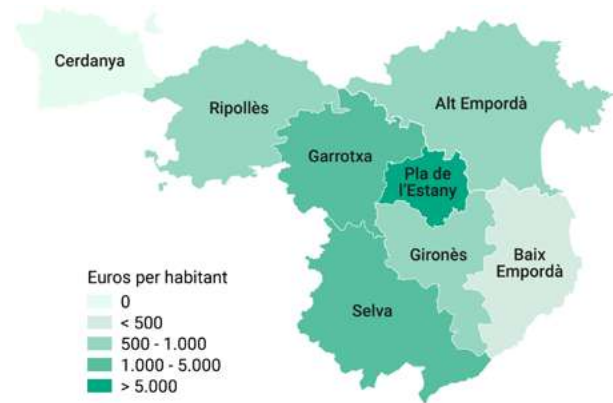 Cerdanya
Ripollès
Alt Empordà
Garrotxa
Pla de
l'Estany
Gironès
Baix
Empordà
Selva
Euros per habitant
0
< 500
500 - 1.000
1.000 - 5.000
> 5.000